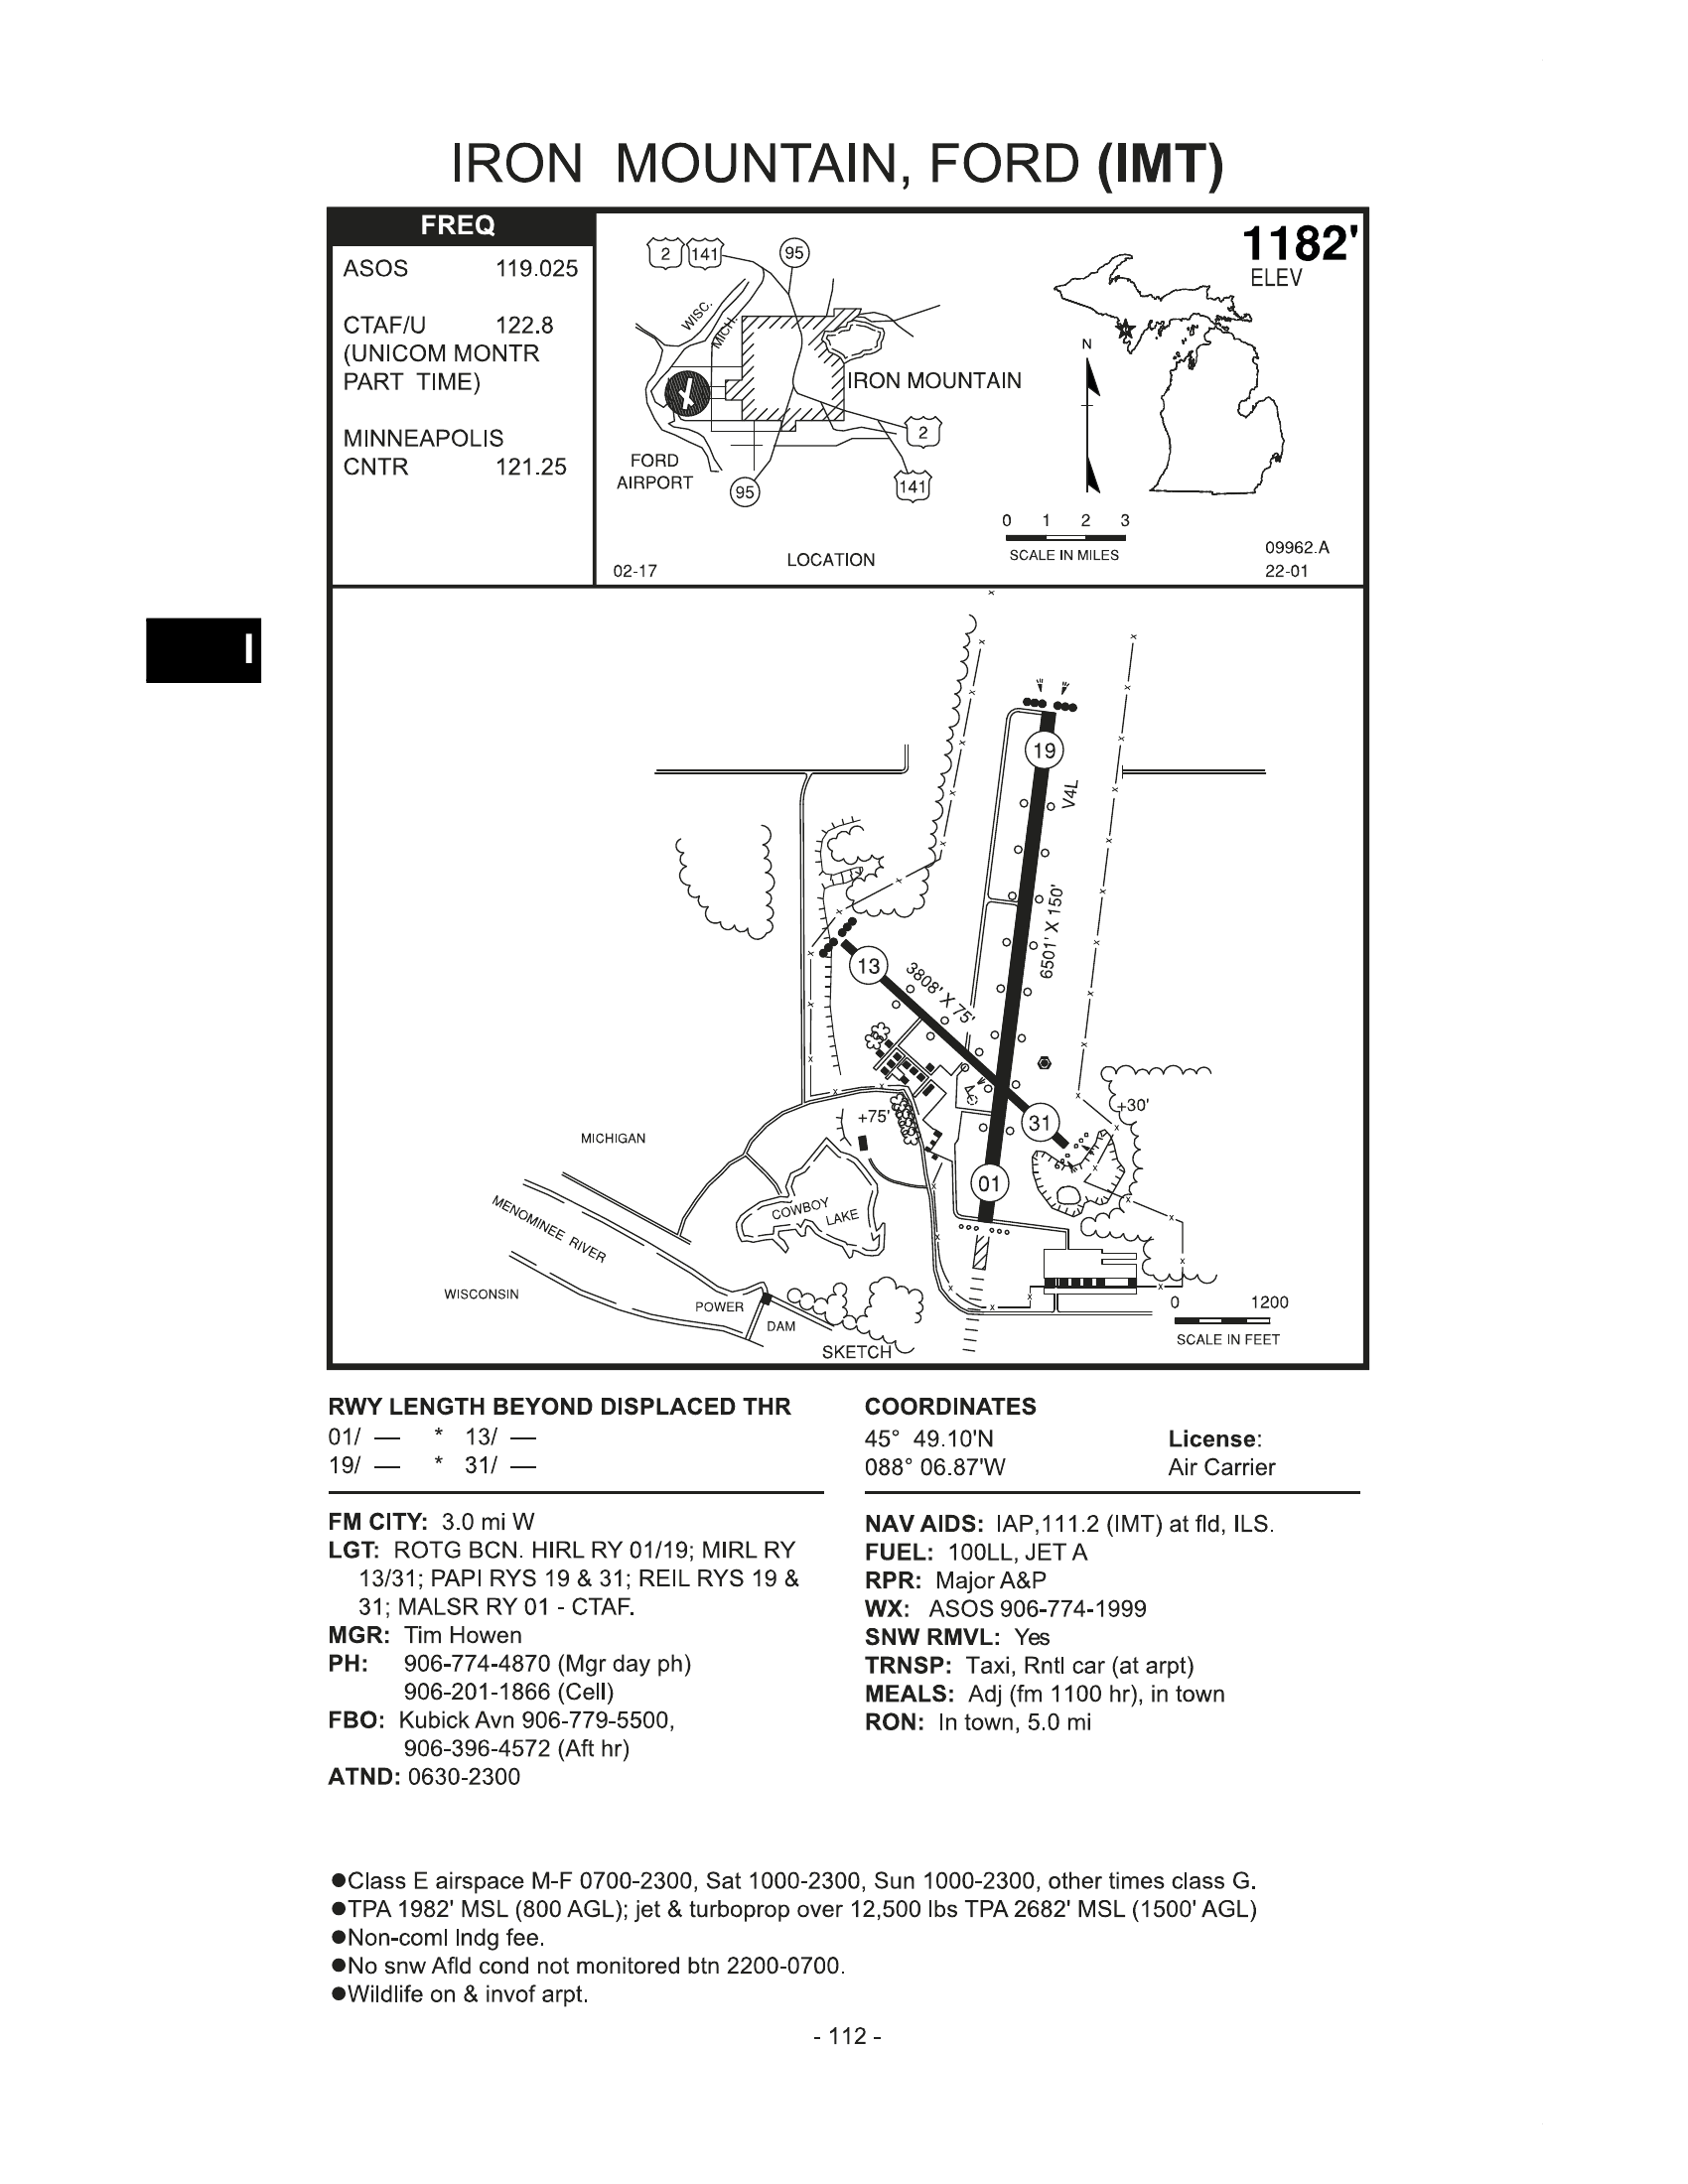 IRON MOUNTAIN, FORD (IMT)
FREQ
ASOS 119.025
CTAF/U 122.8
(UNICOM MONTR
PART TIME)
MINNEAPOLIS
CNTR 121.25
2 141 95
WISC.
MICH.
IRON MOUNTAIN
2
FORD
AIRPORT
95
141
LOCATION
02-17
1182'
ELEV
N
0 1 2 3
SCALE IN MILES
09962.A
22-01
I
19
V4L
6501' X 150'
13
3808' X 75'
+30'
31
+75'
01
MICHIGAN
COWBOY
LAKE
MENOMINEE RIVER
WISCONSIN
POWER
DAM
SKETCH
0 1200
SCALE IN FEET
RWY LENGTH BEYOND DISPLACED THR
01/ — * 13/ —
19/ — * 31/ —
COORDINATES
45° 49.10'N License:
088° 06.87'W Air Carrier
FM CITY: 3.0 mi W
LGT: ROTG BCN. HIRL RY 01/19; MIRL RY
13/31; PAPI RYS 19 & 31; REIL RYS 19 &
31; MALSR RY 01 - CTAF.
MGR: Tim Howen
PH: 906-774-4870 (Mgr day ph)
906-201-1866 (Cell)
FBO: Kubick Avn 906-779-5500,
906-396-4572 (Aft hr)
ATND: 0630-2300
NAV AIDS: IAP,111.2 (IMT) at fld, ILS.
FUEL: 100LL, JET A
RPR: Major A&P
WX: ASOS 906-774-1999
SNW RMVL: Yes
TRNSP: Taxi, Rntl car (at arpt)
MEALS: Adj (fm 1100 hr), in town
RON: In town, 5.0 mi
●Class E airspace M-F 0700-2300, Sat 1000-2300, Sun 1000-2300, other times class G.
●TPA 1982' MSL (800 AGL); jet & turboprop over 12,500 lbs TPA 2682' MSL (1500' AGL)
●Non-coml lndg fee.
●No snw Afld cond not monitored btn 2200-0700.
●Wildlife on & invof arpt.
- 112 -